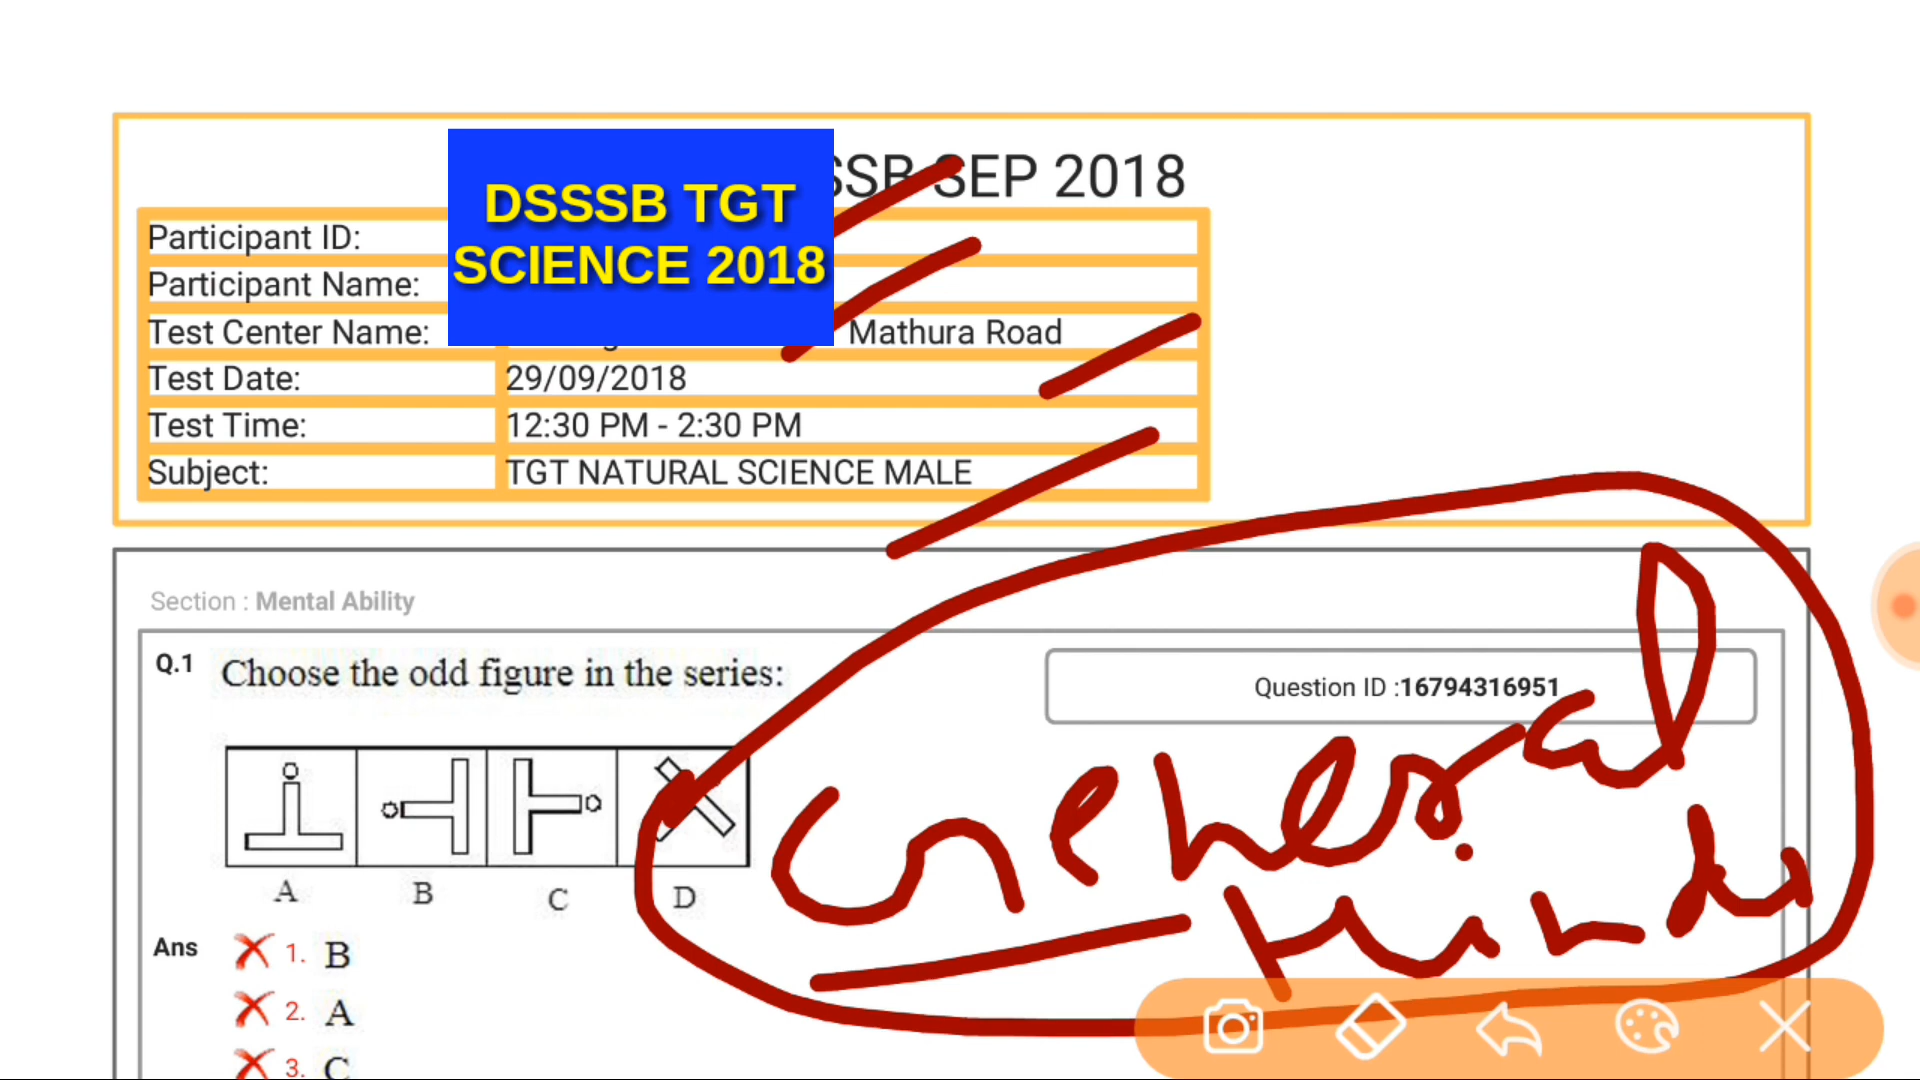 SSB SEP 2018
DSSSB TGT
SCIENCE 2018
Participant ID:
Participant Name:
Test Center Name: Mathura Road
Test Date: 29/09/2018
Test Time: 12:30 PM - 2:30 PM
Subject: TGT NATURAL SCIENCE MALE
Section : Mental Ability
Q.1 Choose the odd figure in the series:
Question ID :16794316951
A B C D
General
Hindi
Ans 1. B
2. A
3. C